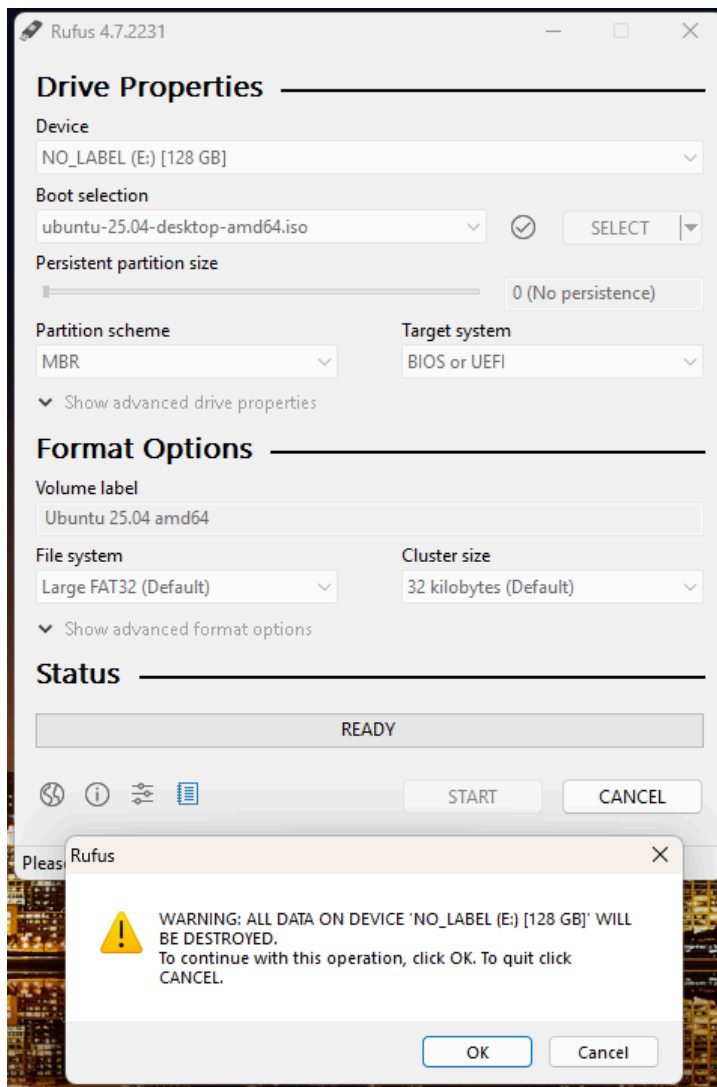 Rufus 4.7.2231
Drive Properties
Device
NO_LABEL (E:) [128 GB]
Boot selection
ubuntu-25.04-desktop-amd64.iso
SELECT
Persistent partition size
0 (No persistence)
Partition scheme
Target system
MBR
BIOS or UEFI
Show advanced drive properties
Format Options
Volume label
Ubuntu 25.04 amd64
File system
Cluster size
Large FAT32 (Default)
32 kilobytes (Default)
Show advanced format options
Status
READY
START
CANCEL
Rufus
WARNING: ALL DATA ON DEVICE 'NO_LABEL (E:) [128 GB]' WILL
BE DESTROYED.
To continue with this operation, click OK. To quit click
CANCEL.
OK
Cancel